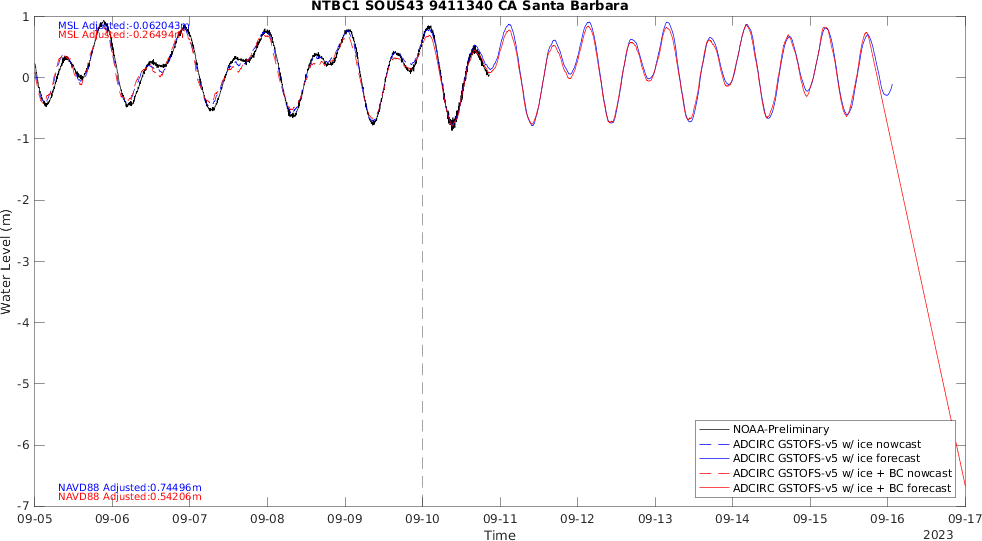 NTBC1 SOUS43 9411340 CA Santa Barbara
MSL Adjusted:-0.062043m
MSL Adjusted:-0.26494m
1
0
-1
-2
-3
-4
-5
-6
-7
Water Level (m)
NOAA-Preliminary
ADCIRC GSTOFS-v5 w/ ice nowcast
ADCIRC GSTOFS-v5 w/ ice forecast
ADCIRC GSTOFS-v5 w/ ice + BC nowcast
ADCIRC GSTOFS-v5 w/ ice + BC forecast
NAVD88 Adjusted:0.74496m
NAVD88 Adjusted:0.54206m
09-05 09-06 09-07 09-08 09-09 09-10 09-11 09-12 09-13 09-14 09-15 09-16 09-17
Time
2023